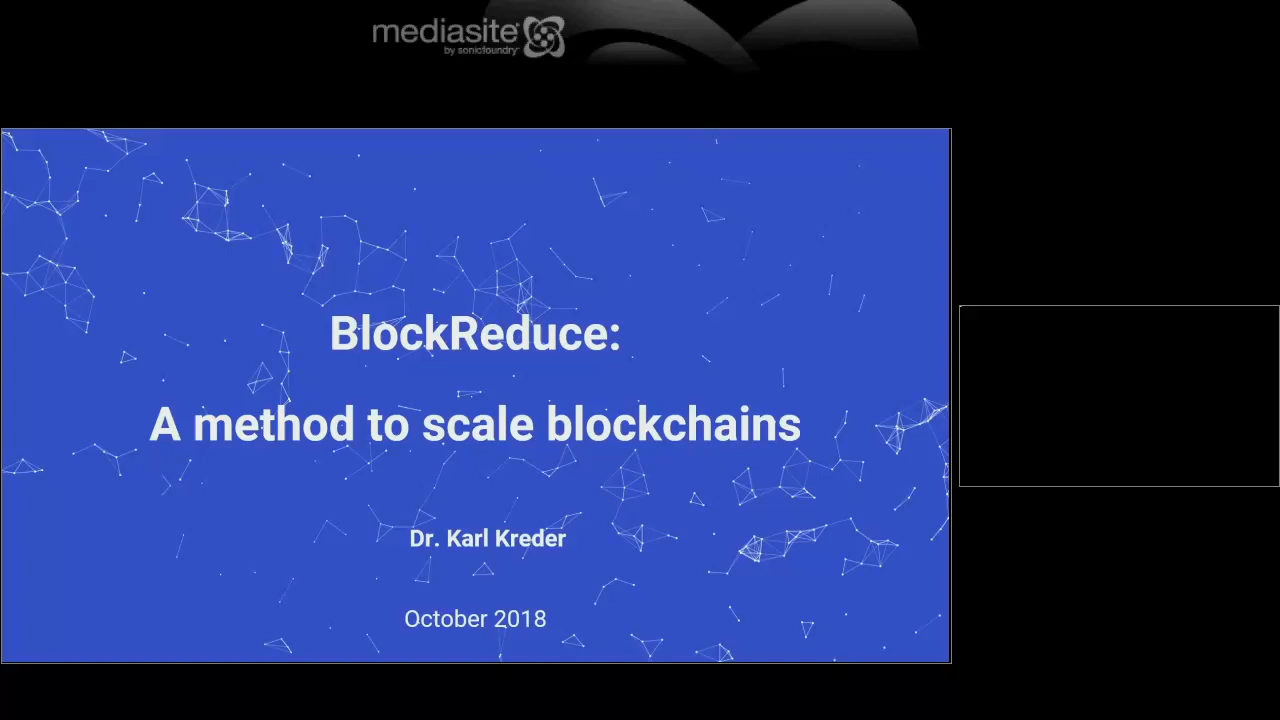 mediasite
by sonicfoundry
BlockReduce:
A method to scale blockchains
Dr. Karl Kreder
October 2018